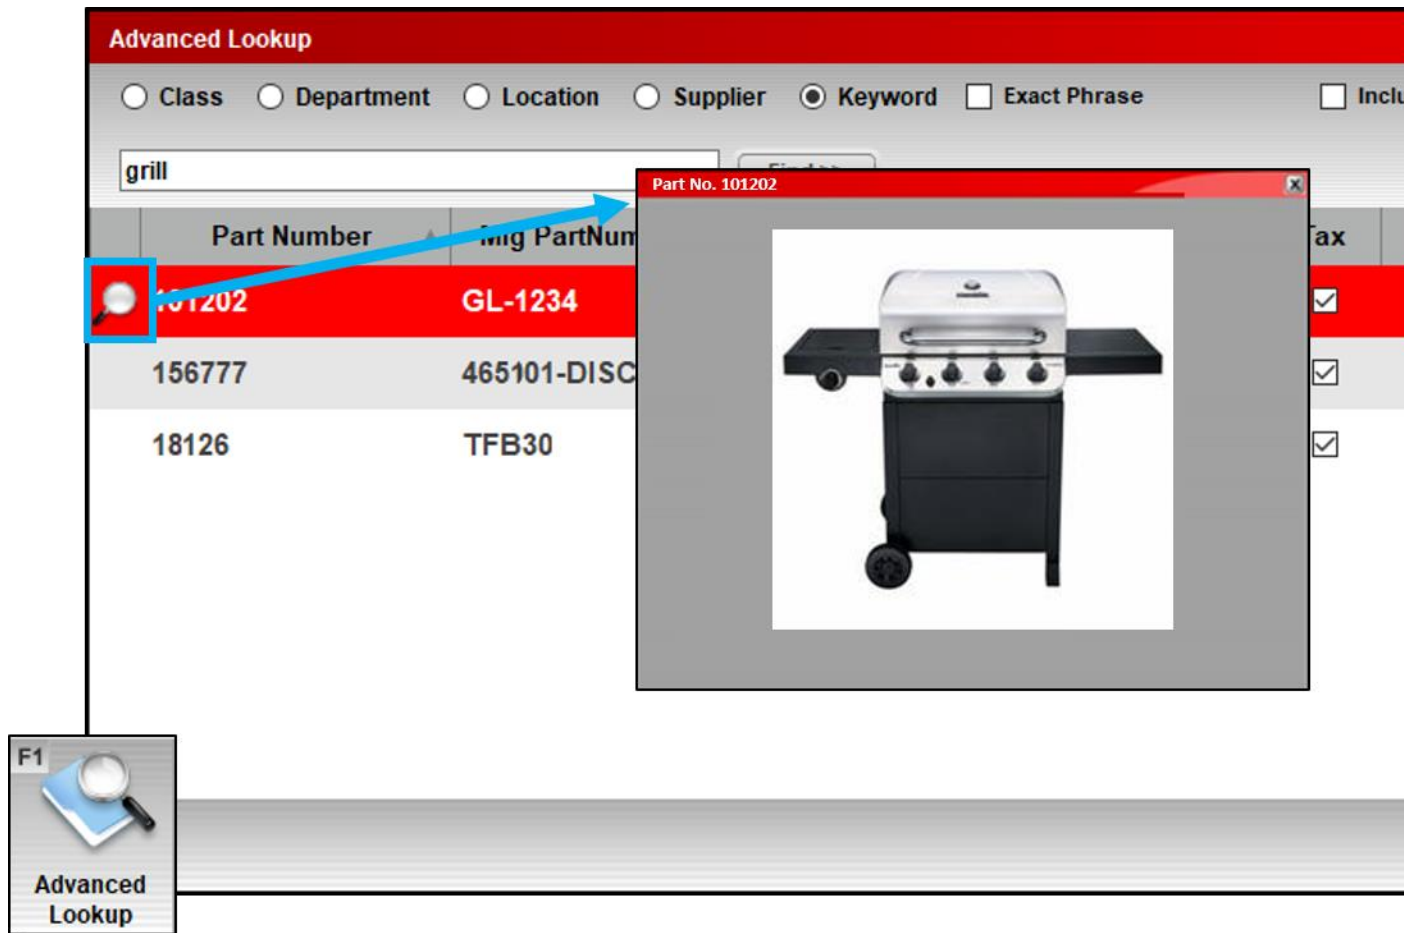 Advanced Lookup
Class Department Location Supplier Keyword Exact Phrase
grill
Part No. 101202
Part Number
101202 GL-1234
156777 465101-DISC
18126 TFB30
F1
Advanced
Lookup